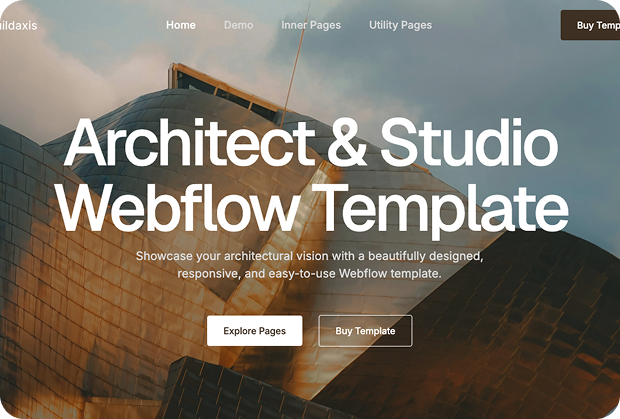 ildaxis
Home Demo Inner Pages Utility Pages
Buy Temp
Architect & Studio
Webflow Template
Showcase your architectural vision with a beautifully designed,
responsive, and easy-to-use Webflow template.
Explore Pages Buy Template